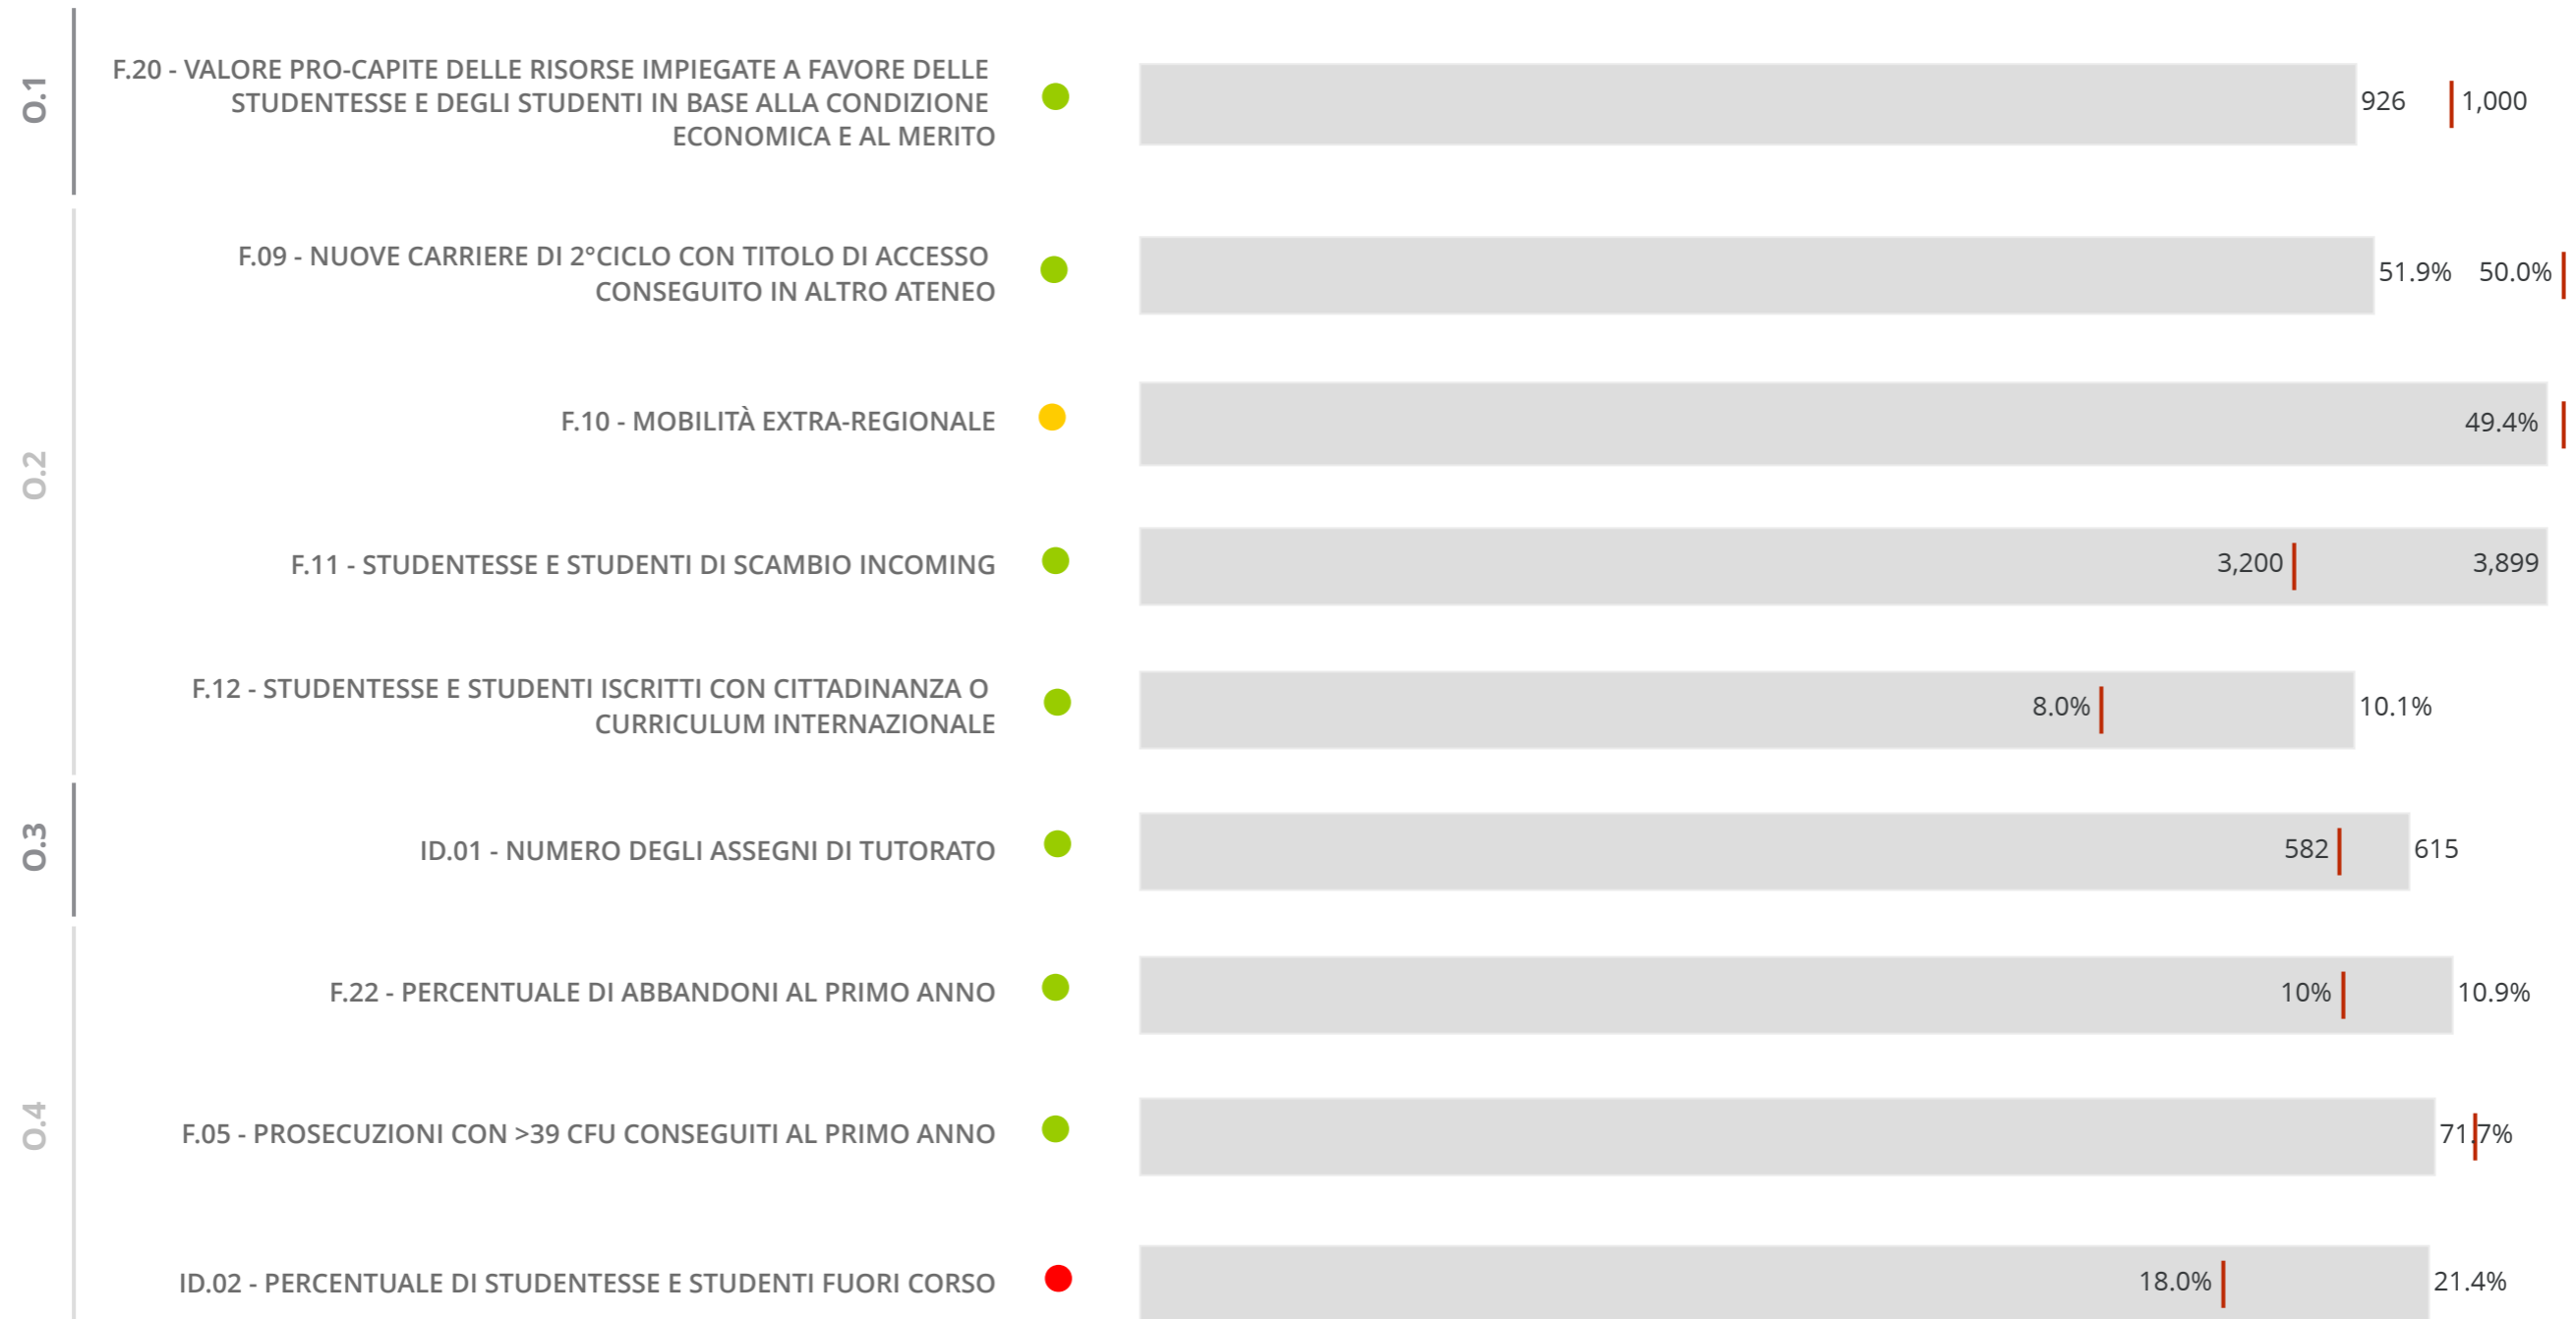 O.1
F.20 - VALORE PRO-CAPITE DELLE RISORSE IMPIEGATE A FAVORE DELLE
STUDENTESSE E DEGLI STUDENTI IN BASE ALLA CONDIZIONE
ECONOMICA E AL MERITO
926 1,000
O.2
F.09 - NUOVE CARRIERE DI 2°CICLO CON TITOLO DI ACCESSO
CONSEGUITO IN ALTRO ATENEO
51.9% 50.0%
F.10 - MOBILITÀ EXTRA-REGIONALE
49.4%
F.11 - STUDENTESSE E STUDENTI DI SCAMBIO INCOMING
3,200 3,899
F.12 - STUDENTESSE E STUDENTI ISCRITTI CON CITTADINANZA O
CURRICULUM INTERNAZIONALE
8.0% 10.1%
O.3
ID.01 - NUMERO DEGLI ASSEGNI DI TUTORATO
582 615
O.4
F.22 - PERCENTUALE DI ABBANDONI AL PRIMO ANNO
10% 10.9%
F.05 - PROSECUZIONI CON >39 CFU CONSEGUITI AL PRIMO ANNO
71.7%
ID.02 - PERCENTUALE DI STUDENTESSE E STUDENTI FUORI CORSO
18.0% 21.4%